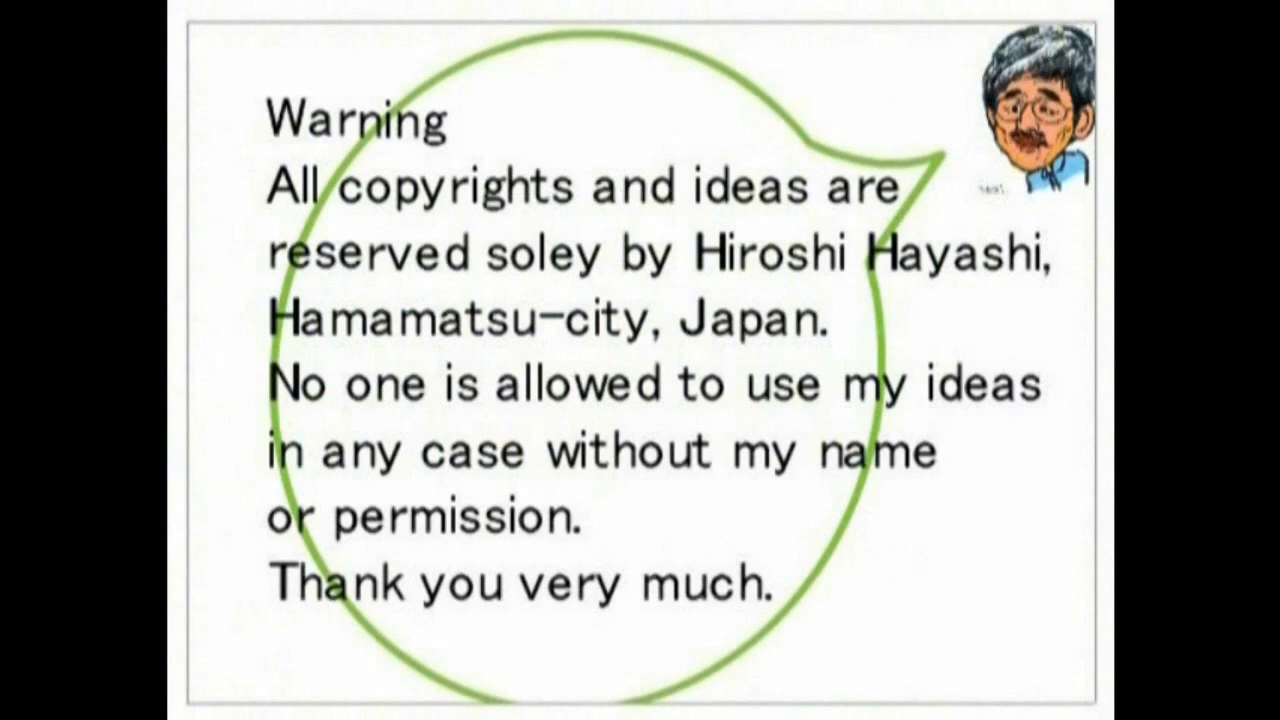 Warning
All copyrights and ideas are
reserved soley by Hiroshi Hayashi,
Hamamatsu-city, Japan.
No one is allowed to use my ideas
in any case without my name
or permission.
Thank you very much.